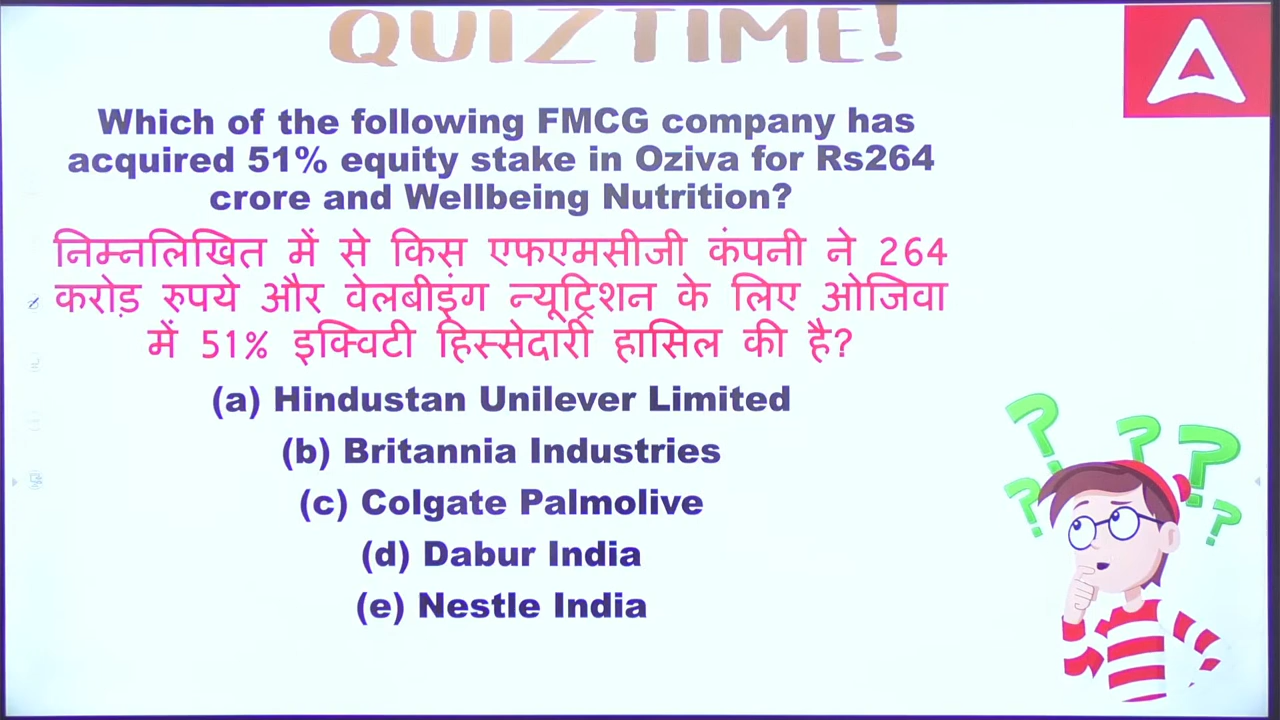 QUIZ TIME!
Which of the following FMCG company has
acquired 51% equity stake in Oziva for Rs264
crore and Wellbeing Nutrition?
निम्नलिखित में से किस एफएमसीजी कंपनी ने 264
करोड़ रुपये और वेलबीइंग न्यूट्रिशन के लिए ओजिवा
में 51% इक्विटी हिस्सेदारी हासिल की है?
(a) Hindustan Unilever Limited
(b) Britannia Industries
(c) Colgate Palmolive
(d) Dabur India
(e) Nestle India